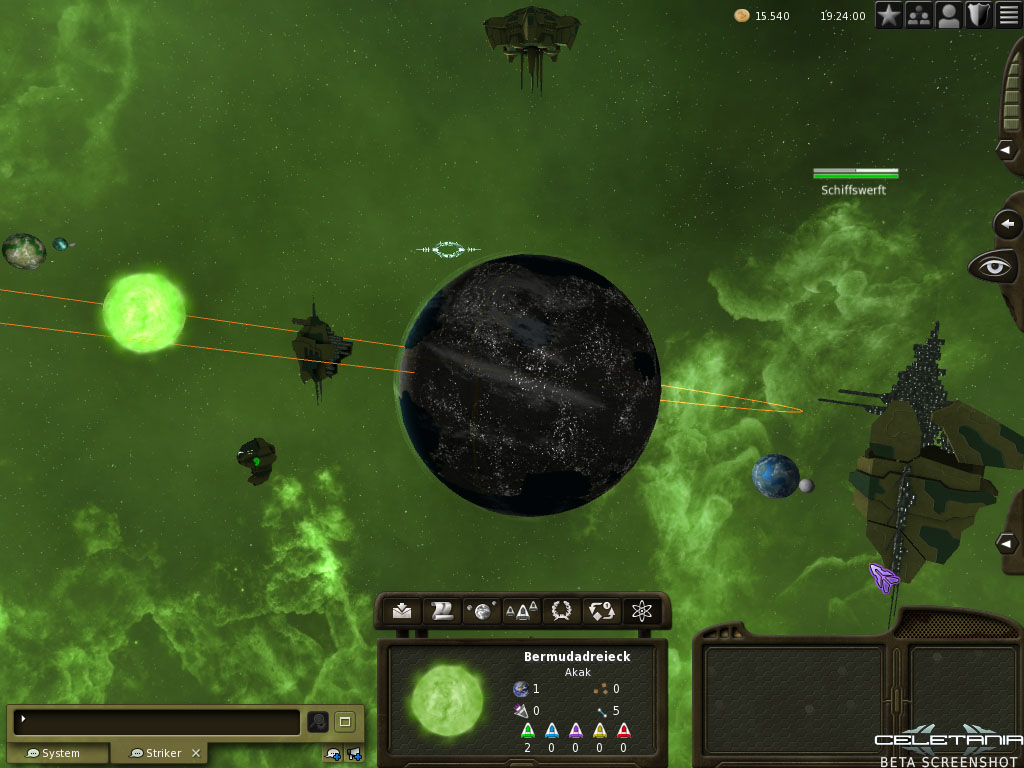 15.540 19:24:00
Schiffswerft
Bermudadreieck
Akak
1 0
0 5
2 0 0 0 0
System Striker
CELETANIA
BETA SCREENSHOT